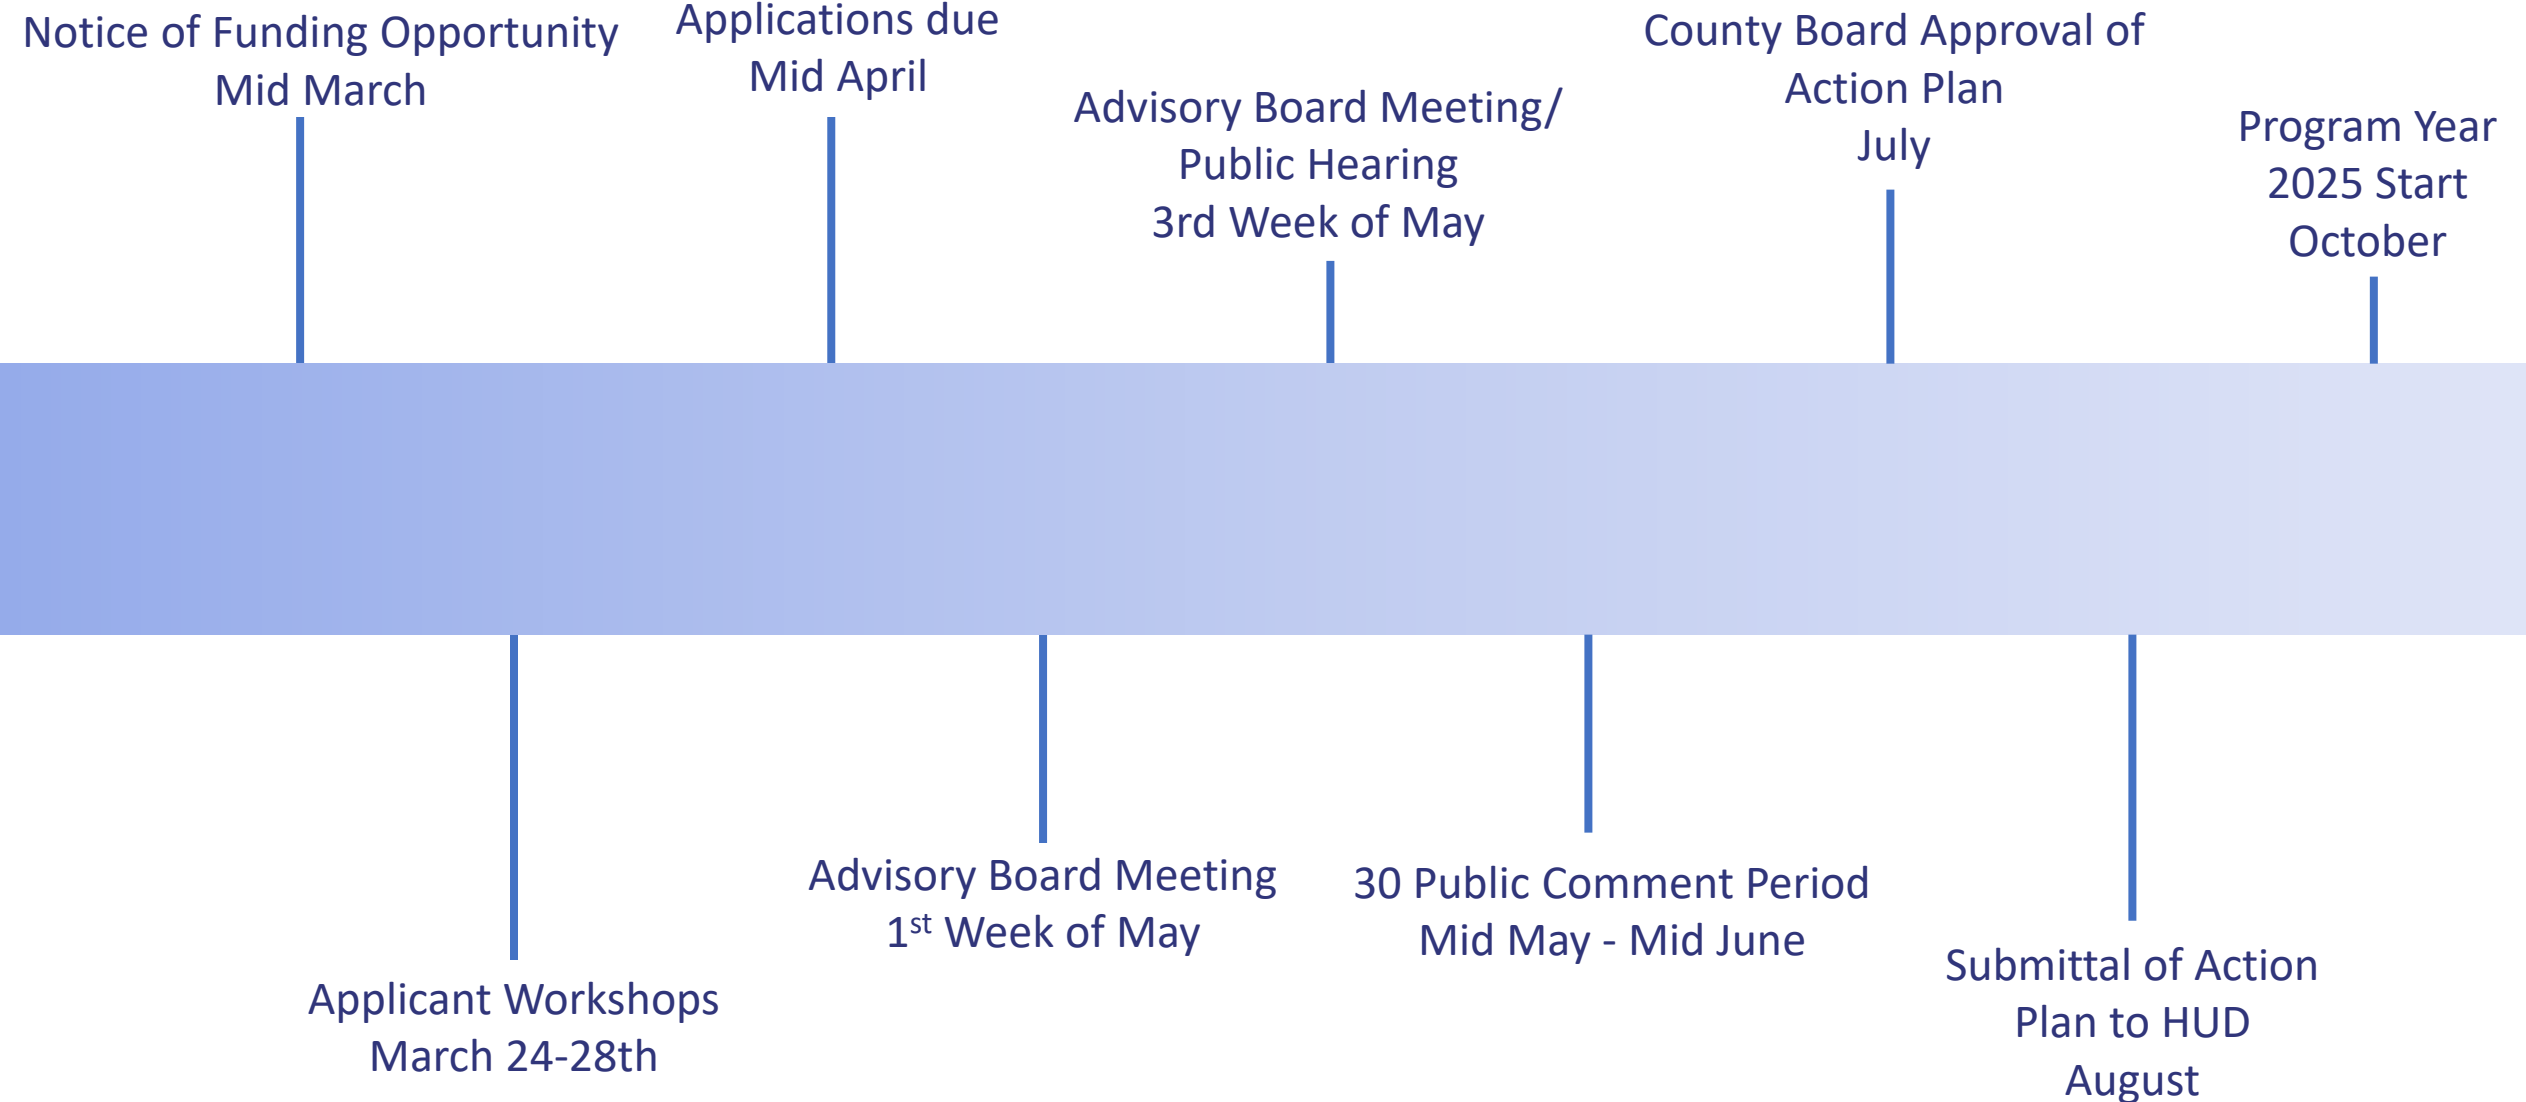 Notice of Funding Opportunity
Mid March
Applications due
Mid April
Advisory Board Meeting/
Public Hearing
3rd Week of May
County Board Approval of
Action Plan
July
Program Year
2025 Start
October
Applicant Workshops
March 24-28th
Advisory Board Meeting
1st Week of May
30 Public Comment Period
Mid May - Mid June
Submittal of Action
Plan to HUD
August